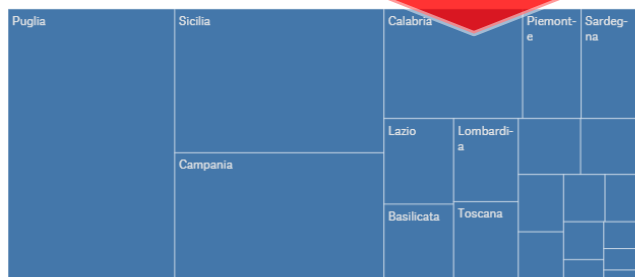 Puglia
Sicilia
Calabria
Piemont-
e
Sardeg-
na
Lazio
Lombardi-
a
Campania
Basilicata
Toscana